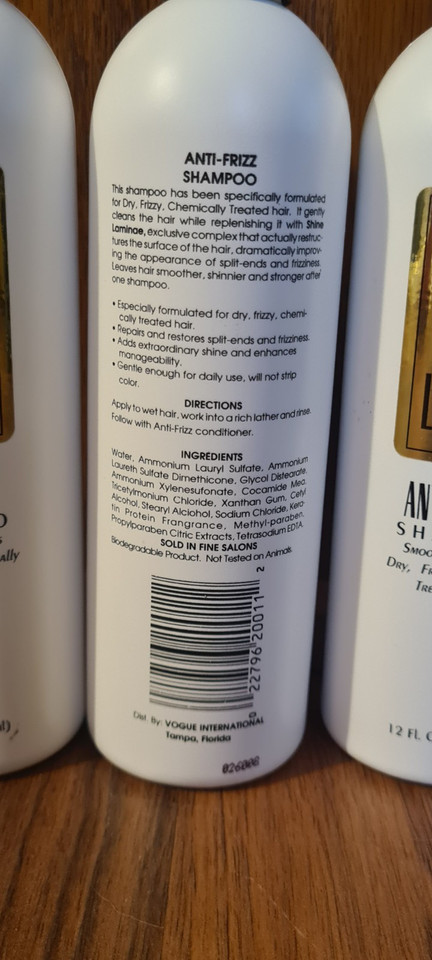 ANTI-FRIZZ
SHAMPOO
This shampoo has been specifically formulated
for Dry, Frizzy, Chemically Treated hair. It gently
cleans the hair while replenishing it with Shine
Laminae, exclusive complex that actually restruc-
tures the surface of the hair, dramatically improv-
ing the appearance of split-ends and frizziness.
Leaves hair smoother, shinnier and stronger after
one shampoo.
• Especially formulated for dry, frizzy, chemi-
cally treated hair.
• Repairs and restores split-ends and frizziness.
• Adds extraordinary shine and enhances
manageability.
• Gentle enough for daily use, will not strip
color.
DIRECTIONS
Apply to wet hair, work into a rich lather and rinse.
Follow with Anti-Frizz conditioner.
INGREDIENTS
Water, Ammonium Lauryl Sulfate, Ammonium
Laureth Sulfate Dimethicone, Glycol Distearate,
Ammonium Xylenesufonate, Cocamide Mea,
Tricetylmonium Chloride, Xanthan Gum, Cetyl
Alcohol, Stearyl Alciohol, Sodium Chloride, Kera-
tin Protein Frangrance, Methyl-paraben,
Propylparaben Citric Extracts, Tetrasodium EDTA.
SOLD IN FINE SALONS
Biodegradable Product. Not Tested on Animals.
22796 20011 2
Dist. By: VOGUE INTERNATIONAL
Tampa, Florida
026008
AN
SH
SMOO
DRY, FR
TRE
12 FL. O
ally